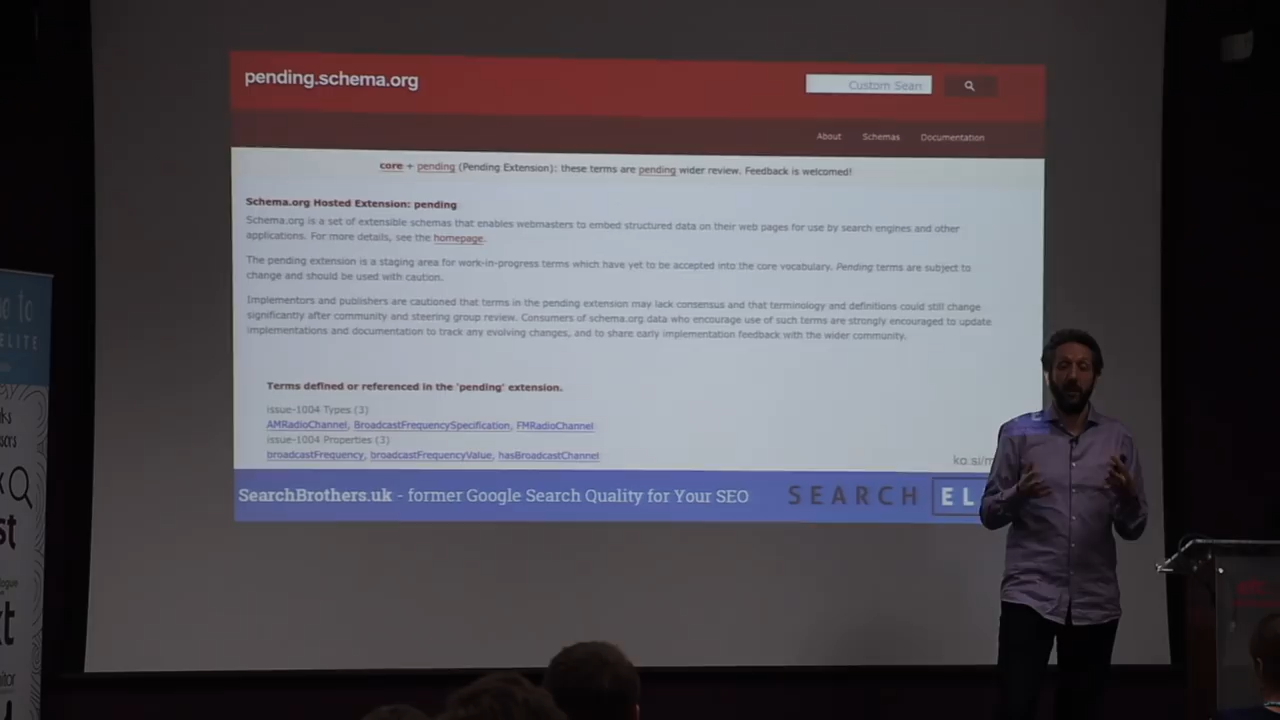 pending.schema.org
Custom Sear
About Schemas Documentation
core + pending (Pending Extension): these terms are pending wider review. Feedback is welcomed!
Schema.org Hosted Extension: pending
Schema.org is a set of extensible schemas that enables webmasters to embed structured data on their web pages for use by search engines and other
applications. For more details, see the homepage.
The pending extension is a staging area for work-in-progress terms which have yet to be accepted into the core vocabulary. Pending terms are subject to
change and should be used with caution.
Implementors and publishers are cautioned that terms in the pending extension may lack consensus and that terminology and definitions could still change
significantly after community and steering group review. Consumers of schema.org data who encourage use of such terms are strongly encouraged to update
implementations and documentation to track any evolving changes, and to share early implementation feedback with the wider community.
Terms defined or referenced in the 'pending' extension.
issue-1004 Types (3)
AMRadioChannel, BroadcastFrequencySpecification, FMRadioChannel
issue-1004 Properties (3)
broadcastFrequency, broadcastFrequencyValue, hasBroadcastChannel
ko.si/m
SearchBrothers.uk - former Google Search Quality for Your SEO
SEARCH EL
to
ELITE